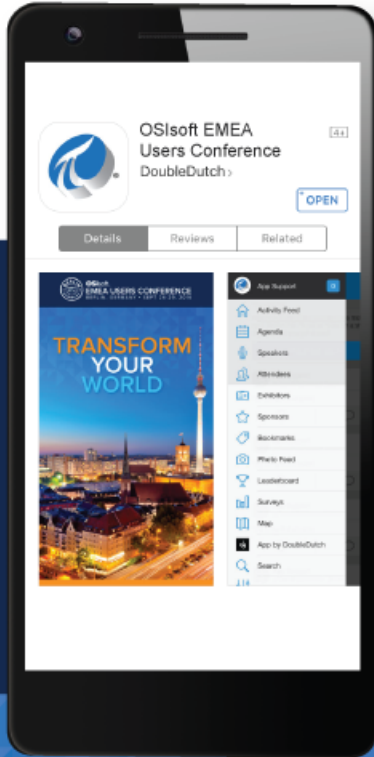 OSIsoft EMEA
Users Conference
4+
DoubleDutch
OPEN
Details
Reviews
Related
OSIsoft
EMEA USERS CONFERENCE
TRANSFORM
YOUR
WORLD
App Support
Activity Feed
Agenda
Speakers
Attendees
Exhibitors
Sponsors
Bookmarks
Photo Feed
Leaderboard
Surveys
Map
App by DoubleDutch
Search